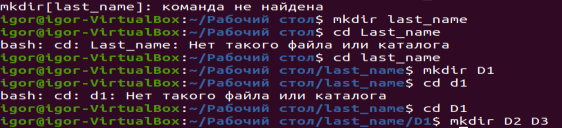 mkdir[last_name]: команда не найдена
igor@igor-VirtualBox:~/Рабочий стол$ mkdir last_name
igor@igor-VirtualBox:~/Рабочий стол$ cd Last_name
bash: cd: Last_name: Нет такого файла или каталога
igor@igor-VirtualBox:~/Рабочий стол$ cd last_name
igor@igor-VirtualBox:~/Рабочий стол/last_name$ mkdir D1
igor@igor-VirtualBox:~/Рабочий стол/last_name$ cd d1
bash: cd: d1: Нет такого файла или каталога
igor@igor-VirtualBox:~/Рабочий стол/last_name$ cd D1
igor@igor-VirtualBox:~/Рабочий стол/last_name/D1$ mkdir D2 D3